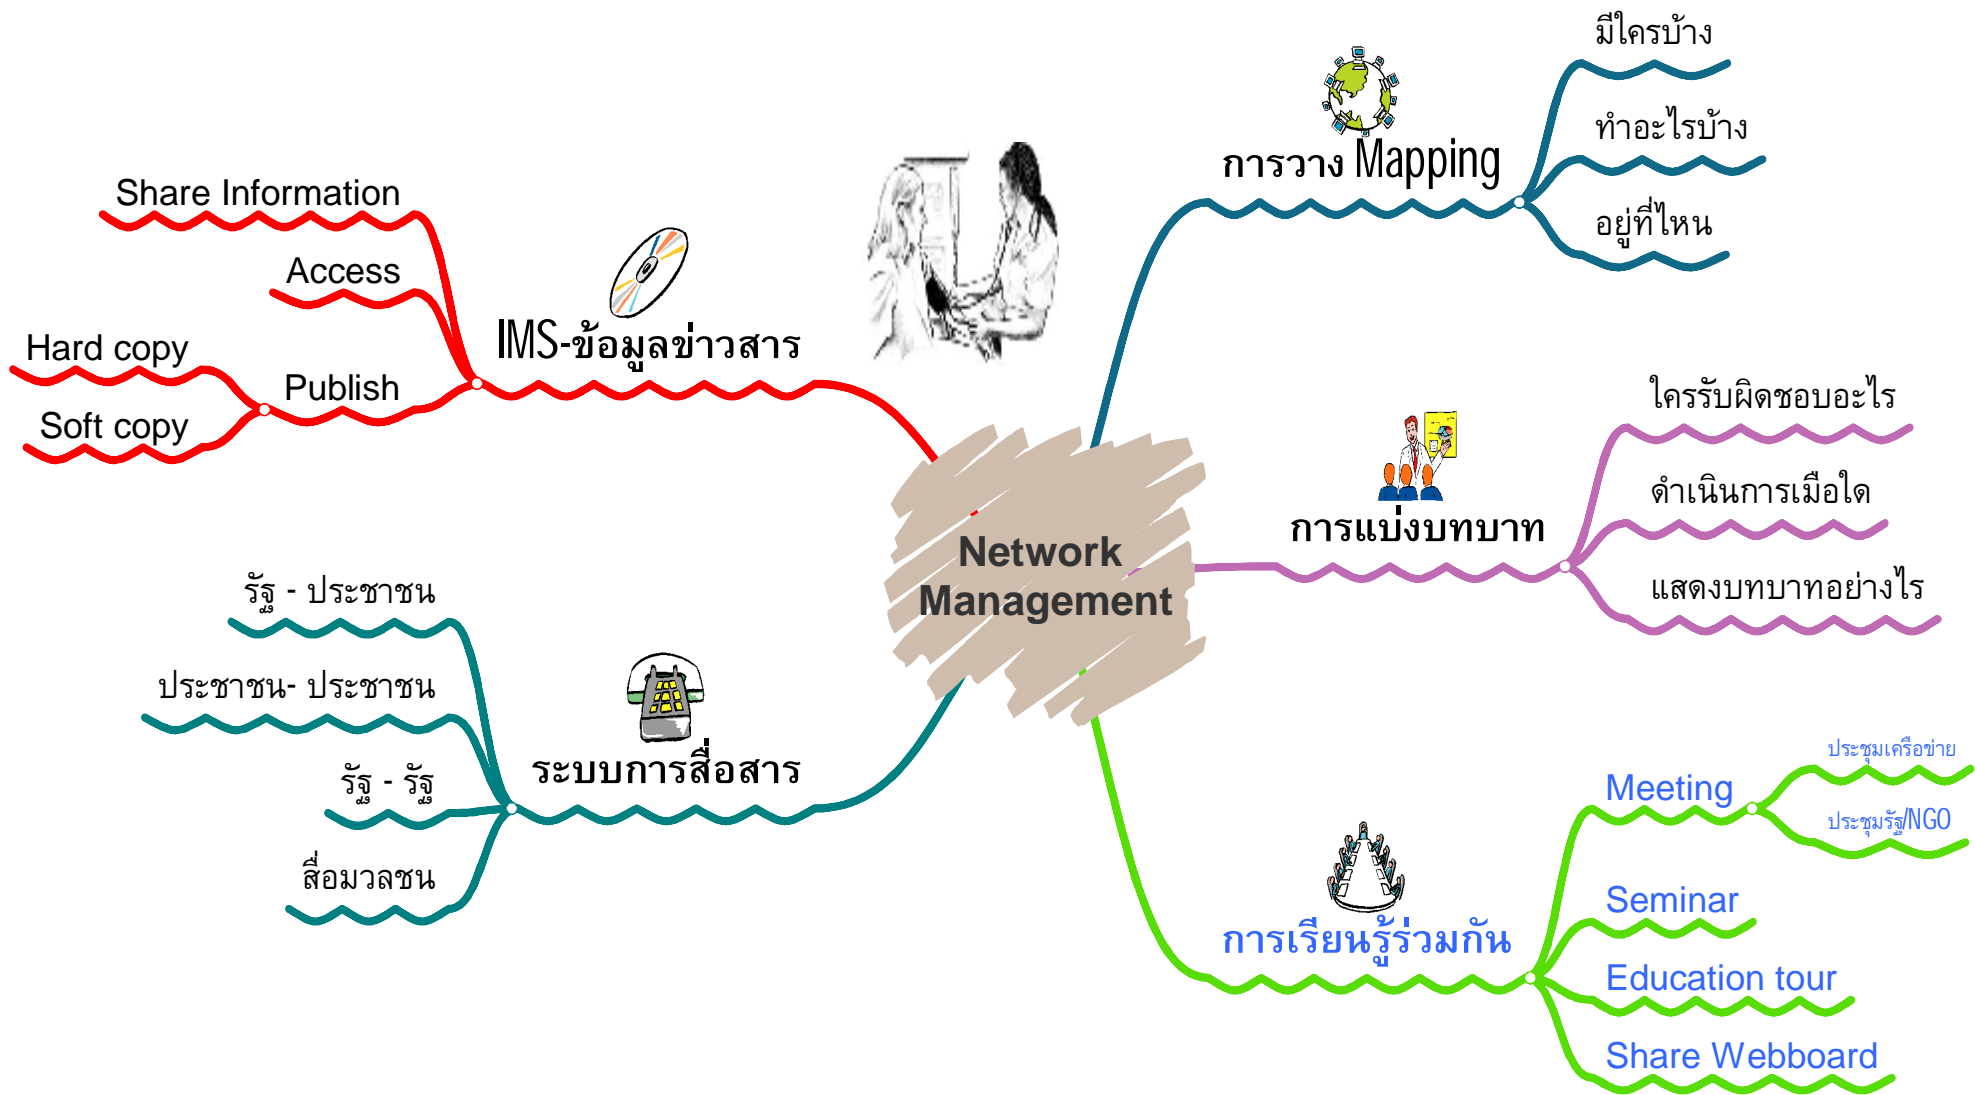 Network
Management
การวาง Mapping
มีใครบ้าง
ทำอะไรบ้าง
อยู่ที่ไหน
การแบ่งบทบาท
ใครรับผิดชอบอะไร
ดำเนินการเมือใด
แสดงบทบาทอย่างไร
การเรียนรู้ร่วมกัน
Meeting
ประชุมเครือข่าย
ประชุมรัฐ/NGO
Seminar
Education tour
Share Webboard
IMS-ข้อมูลข่าวสาร
Share Information
Access
Publish
Hard copy
Soft copy
ระบบการสื่อสาร
รัฐ - ประชาชน
ประชาชน- ประชาชน
รัฐ - รัฐ
สื่อมวลชน